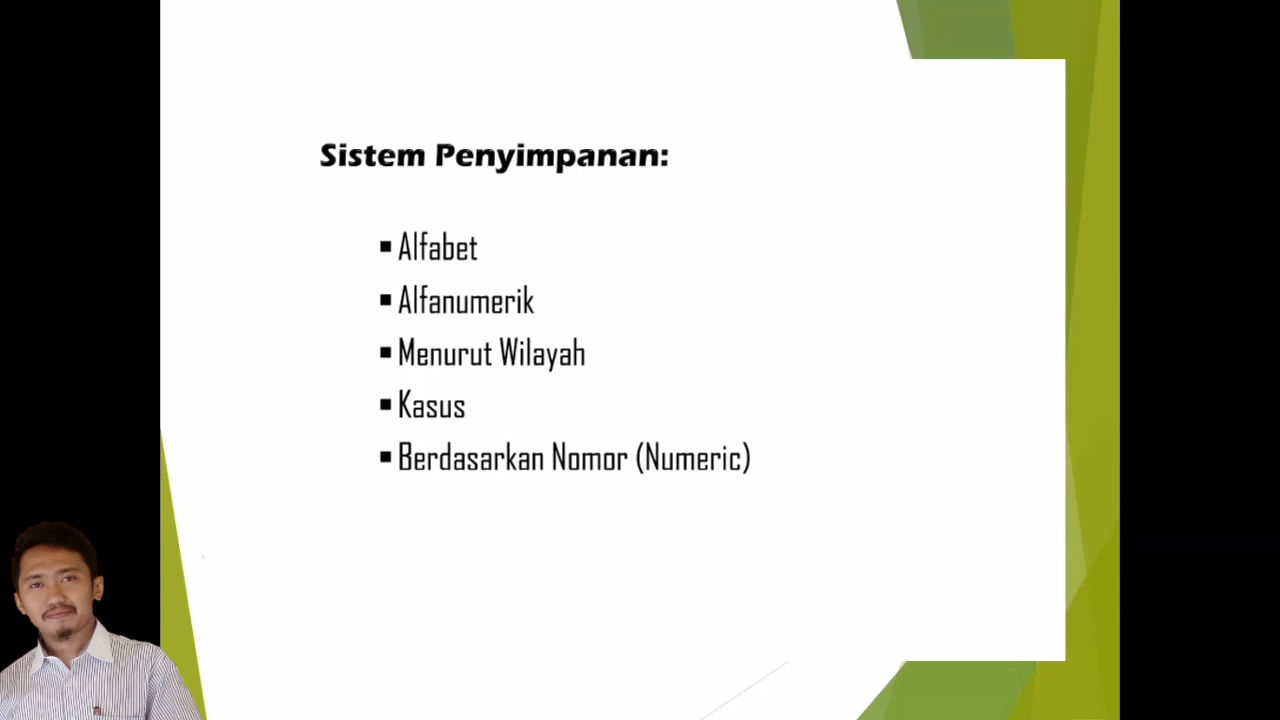 Sistem Penyimpanan:
▪ Alfabet
▪ Alfanumerik
▪ Menurut Wilayah
▪ Kasus
▪ Berdasarkan Nomor (Numeric)